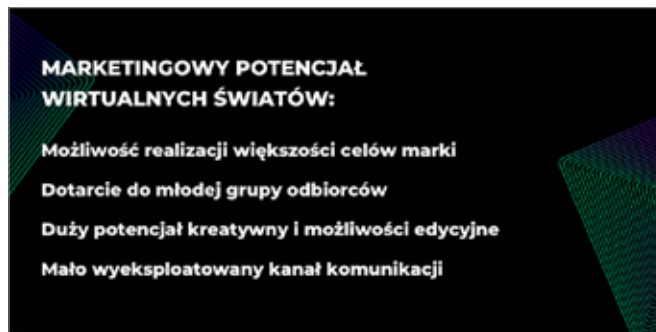 MARKETINGOWY POTENCJAŁ
WIRTUALNYCH ŚWIATÓW:
Możliwość realizacji większości celów marki
Dotarcie do młodej grupy odbiorców
Duży potencjał kreatywny i możliwości edycyjne
Mało wyeksploatowany kanał komunikacji